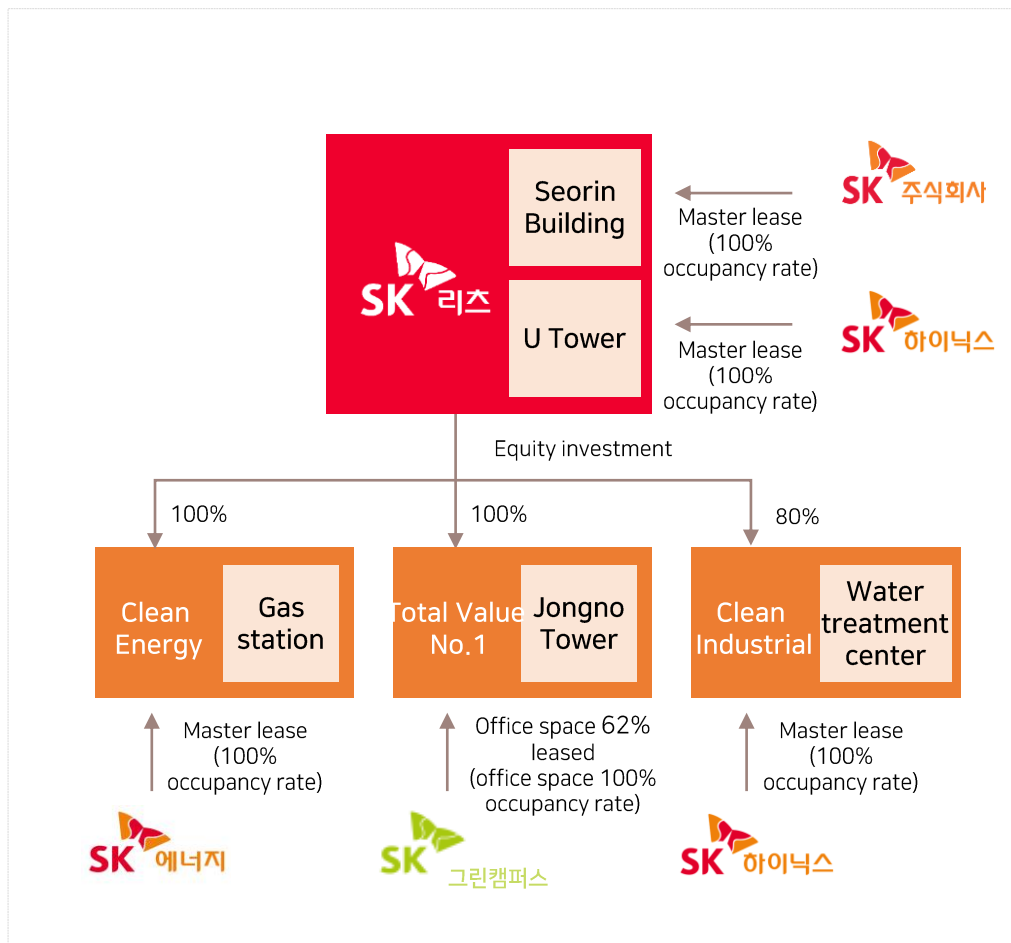 Seorin
Building
SK 주식회사
Master lease
(100%
occupancy rate)
SK 리츠
U Tower
SK 하이닉스
Master lease
(100%
occupancy rate)
Equity investment
100%
100%
80%
Clean
Energy
Gas
station
Total Value
No.1
Jongno
Tower
Clean
Industrial
Water
treatment
center
Master lease
(100%
occupancy rate)
Office space 62%
leased
(office space 100%
occupancy rate)
Master lease
(100%
occupancy rate)
SK 에너지
SK
그린캠퍼스
SK 하이닉스